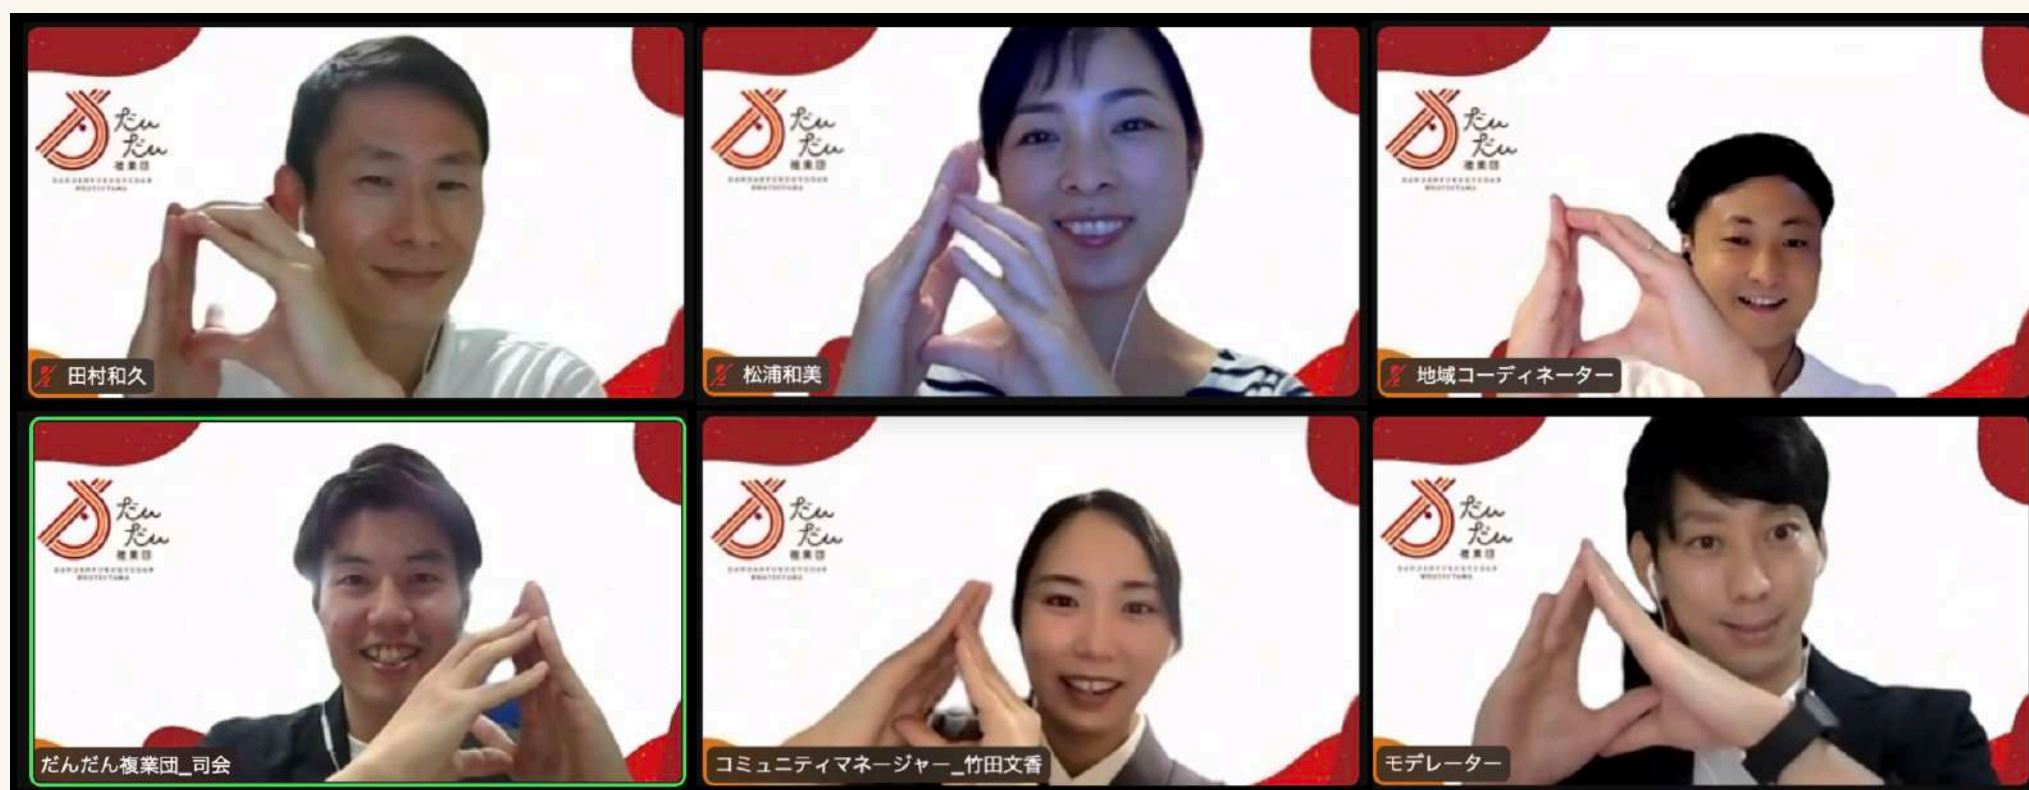 だん
だん
複業団
田村和久
だん
だん
複業団
松浦和美
だん
だん
複業団
地域コーディネーター
だん
だん
複業団
だんだん複業団_司会
だん
だん
複業団
コミュニティマネージャー_竹田文香
だん
だん
複業団
モデレーター